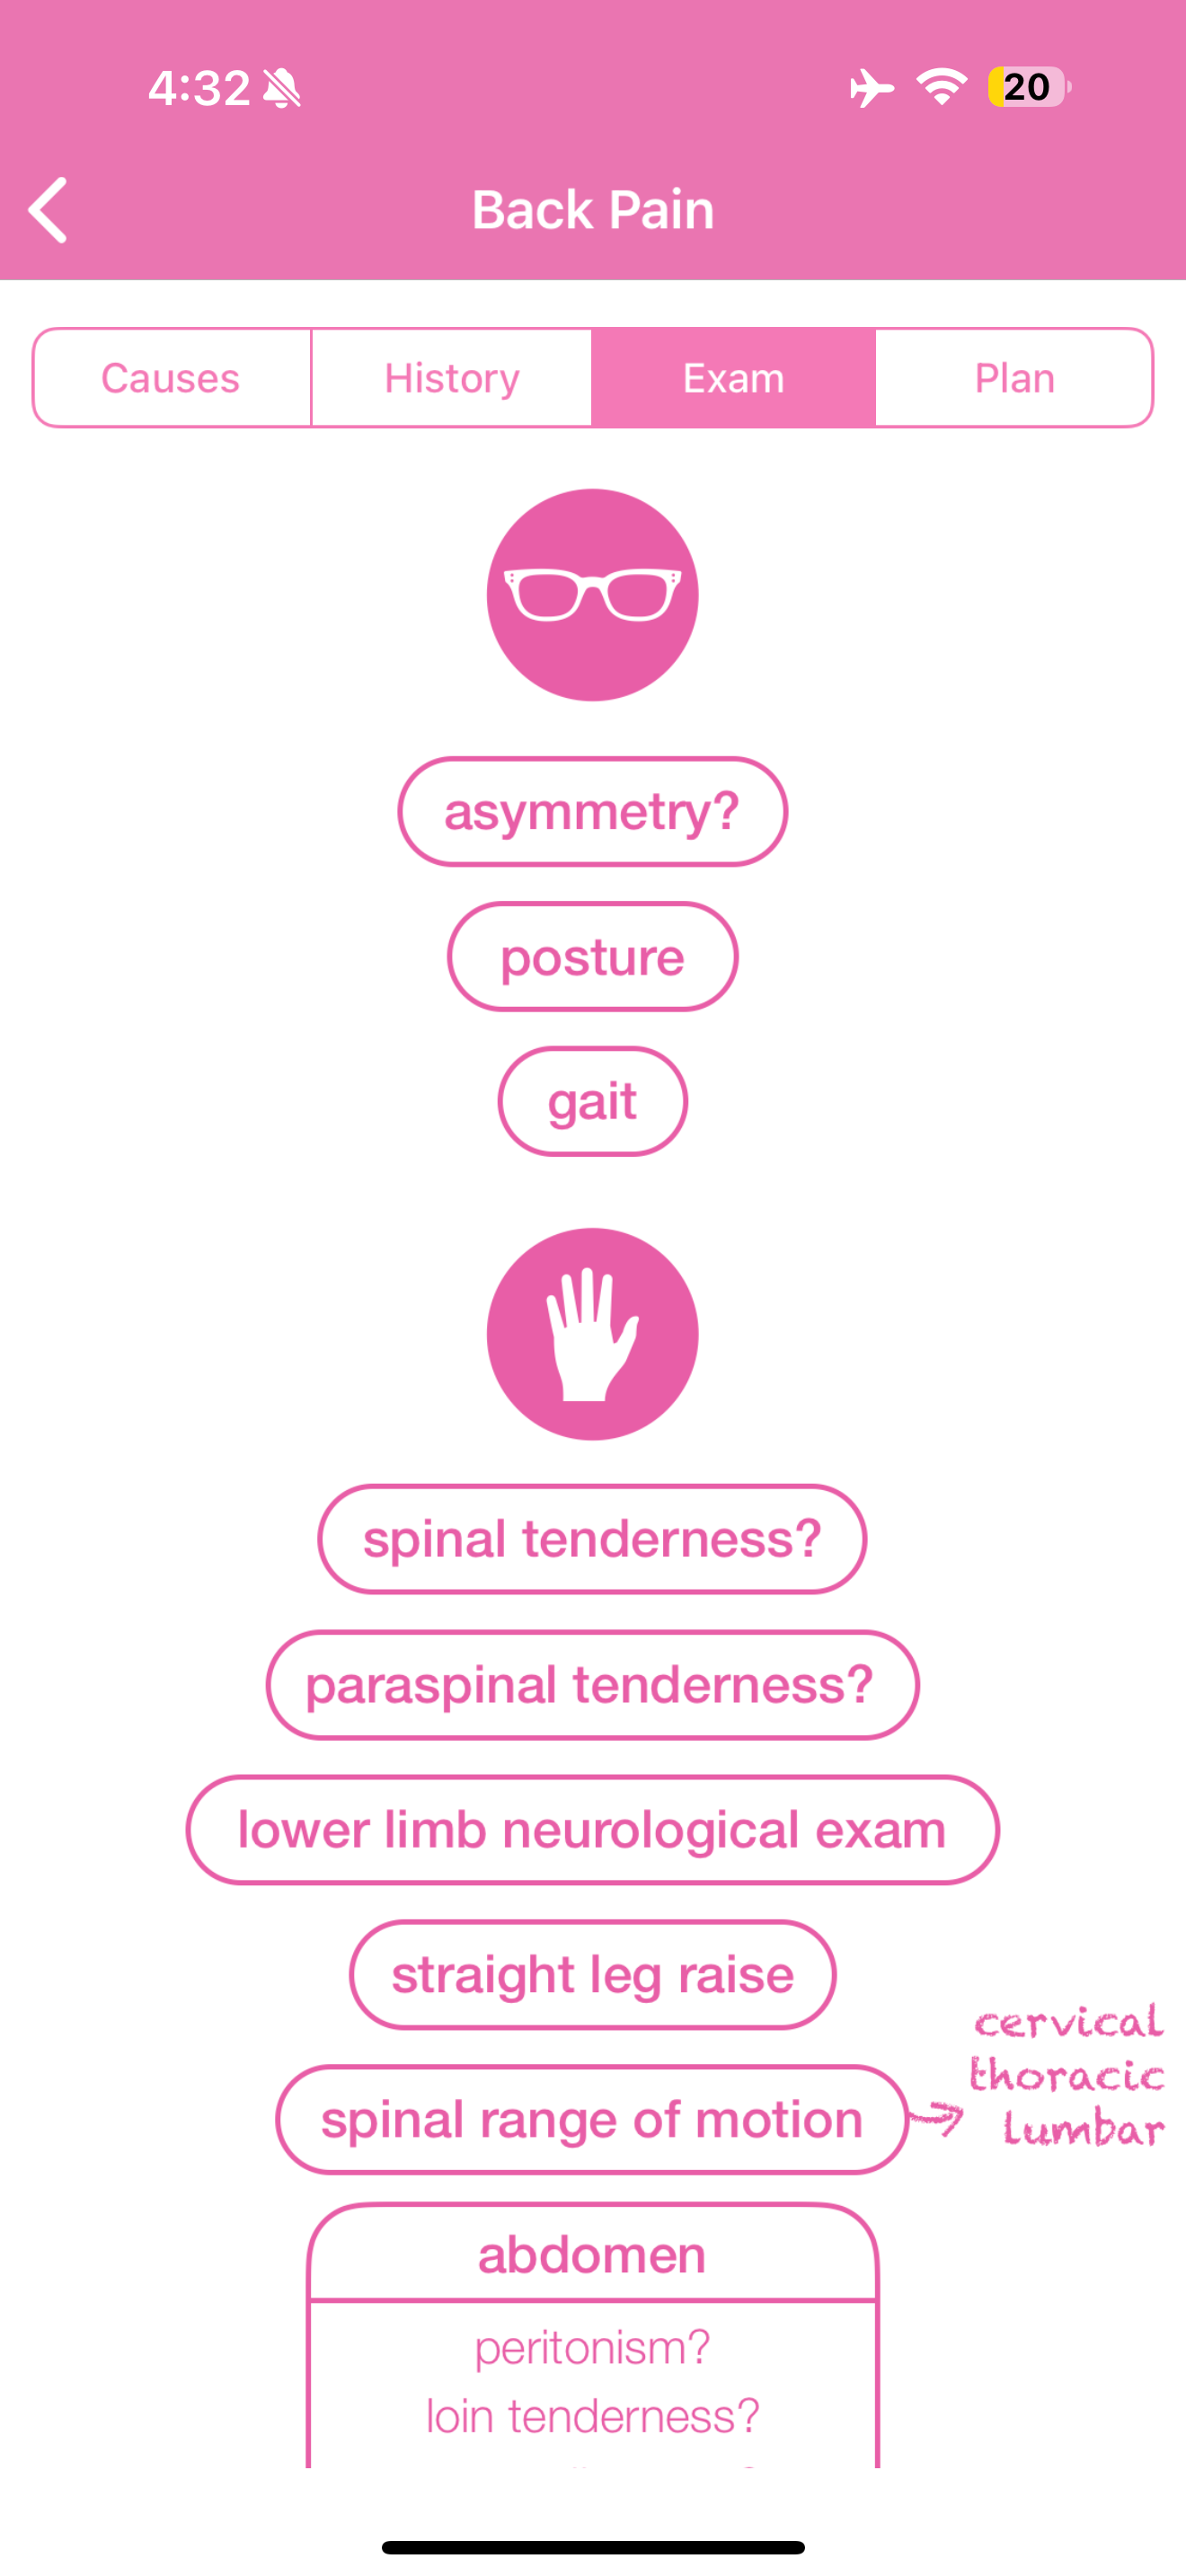 4:32
20
Back Pain
Causes History Exam Plan
asymmetry?
posture
gait
spinal tenderness?
paraspinal tenderness?
lower limb neurological exam
straight leg raise
cervical
thoracic
lumbar
spinal range of motion
abdomen
peritonism?
loin tenderness?